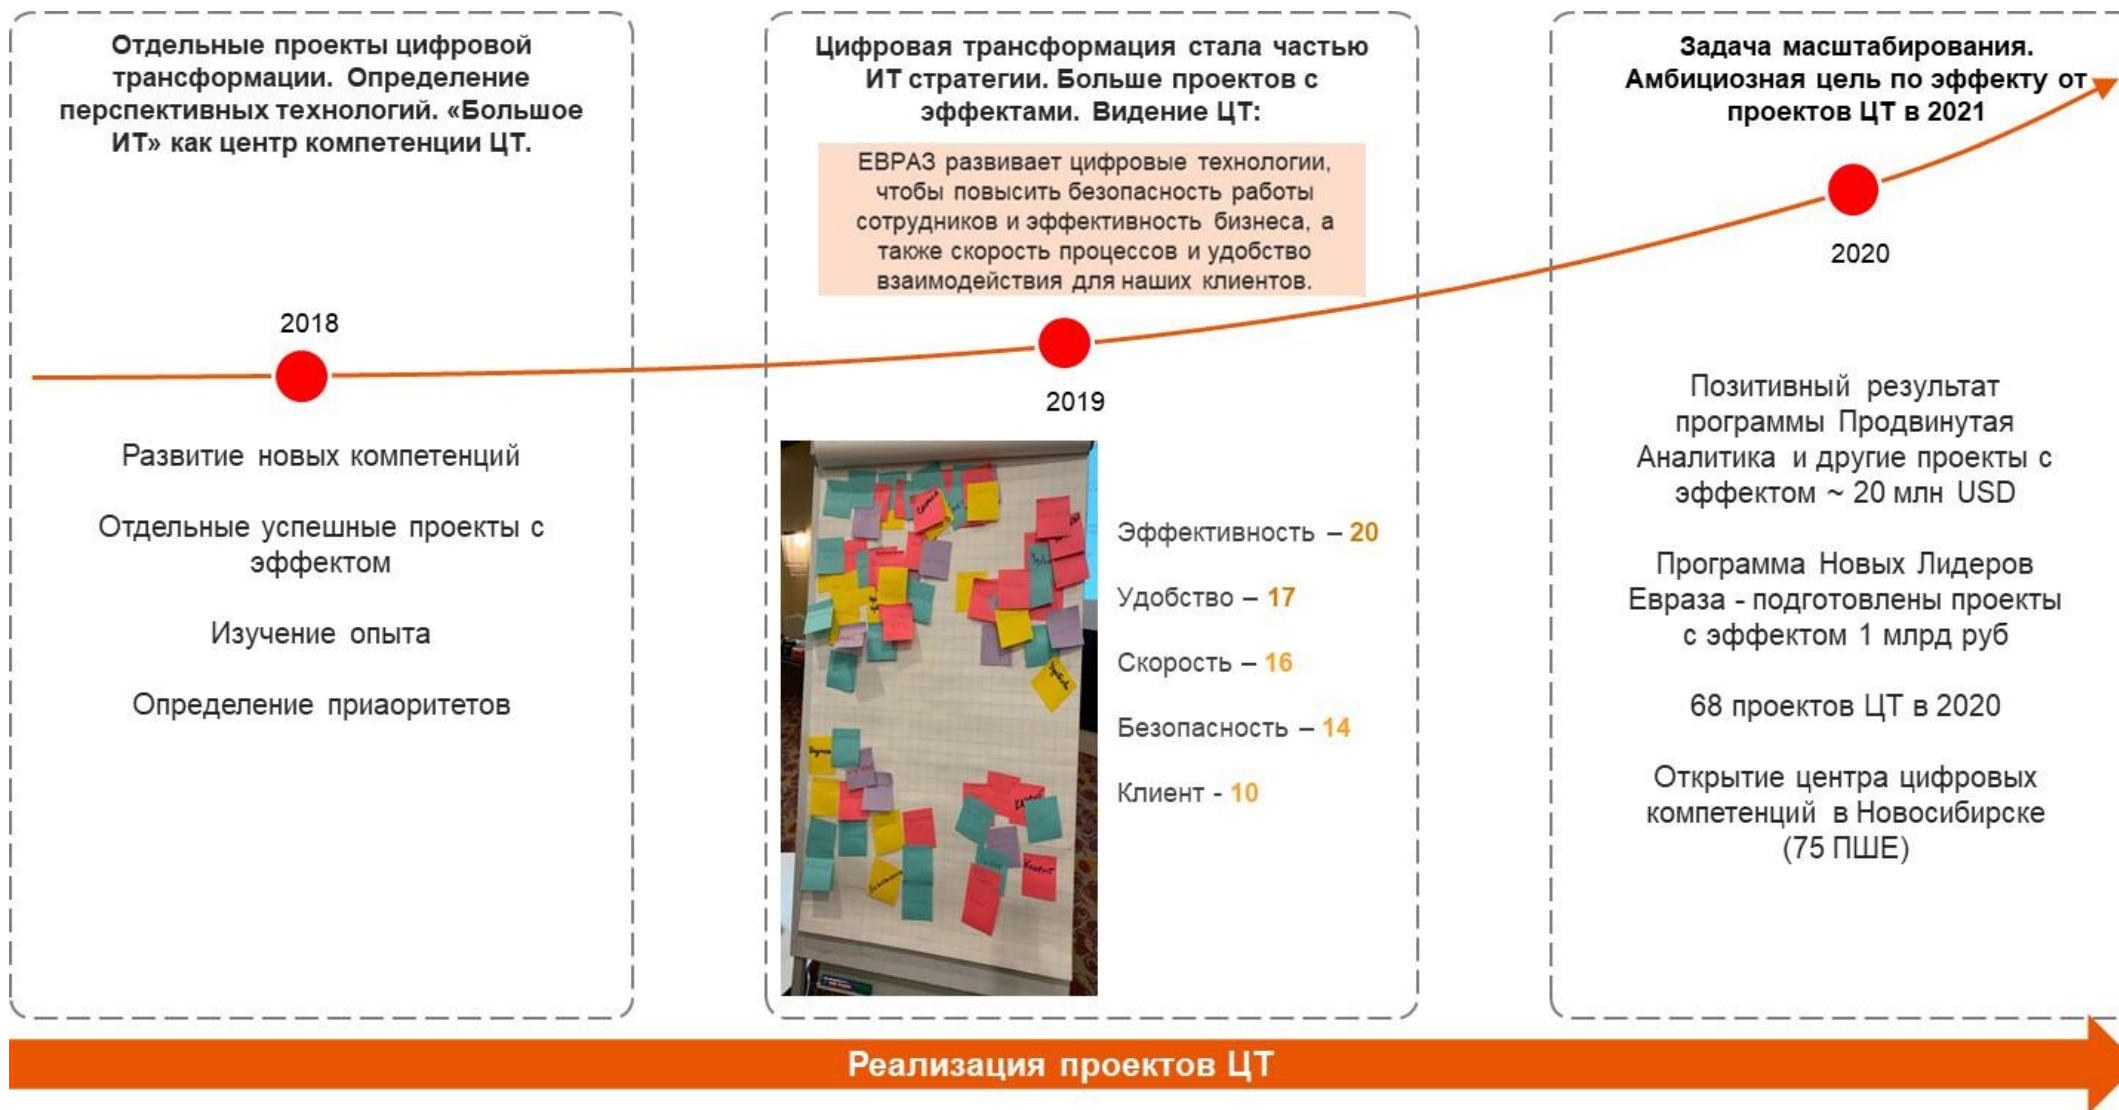 Отдельные проекты цифровой
трансформации. Определение
перспективных технологий. «Большое
ИТ» как центр компетенции ЦТ.
2018
Развитие новых компетенций
Отдельные успешные проекты с
эффектом
Изучение опыта
Определение приаоритетов
Цифровая трансформация стала частью
ИТ стратегии. Больше проектов с
эффектами. Видение ЦТ:
ЕВРАЗ развивает цифровые технологии,
чтобы повысить безопасность работы
сотрудников и эффективность бизнеса, а
также скорость процессов и удобство
взаимодействия для наших клиентов.
2019
Эффективность – 20
Удобство – 17
Скорость – 16
Безопасность – 14
Клиент - 10
Задача масштабирования.
Амбициозная цель по эффекту от
проектов ЦТ в 2021
2020
Позитивный результат
программы Продвинутая
Аналитика и другие проекты с
эффектом ~ 20 млн USD
Программа Новых Лидеров
Евраза - подготовлены проекты
с эффектом 1 млрд руб
68 проектов ЦТ в 2020
Открытие центра цифровых
компетенций в Новосибирске
(75 ПШЕ)
Реализация проектов ЦТ